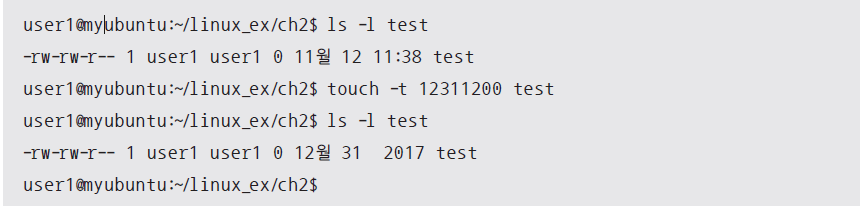 user1@myubuntu:~/linux_ex/ch2$ ls -l test
-rw-rw-r-- 1 user1 user1 0 11월 12 11:38 test
user1@myubuntu:~/linux_ex/ch2$ touch -t 12311200 test
user1@myubuntu:~/linux_ex/ch2$ ls -l test
-rw-rw-r-- 1 user1 user1 0 12월 31  2017 test
user1@myubuntu:~/linux_ex/ch2$